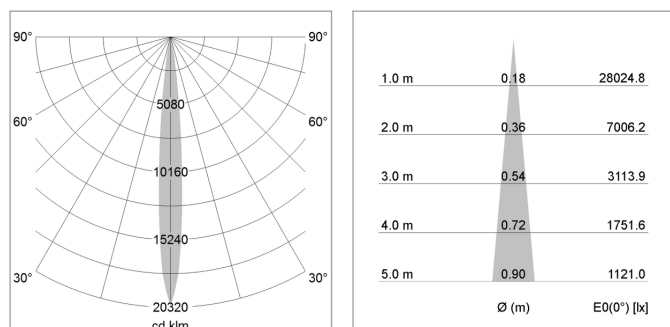 90° 90°
5080
60° 60°
10160
15240
30° 30°
20320
cd klm
1.0 m 0.18 28024.8
2.0 m 0.36 7006.2
3.0 m 0.54 3113.9
4.0 m 0.72 1751.6
5.0 m 0.90 1121.0
Ø (m) E0(0°) [lx]